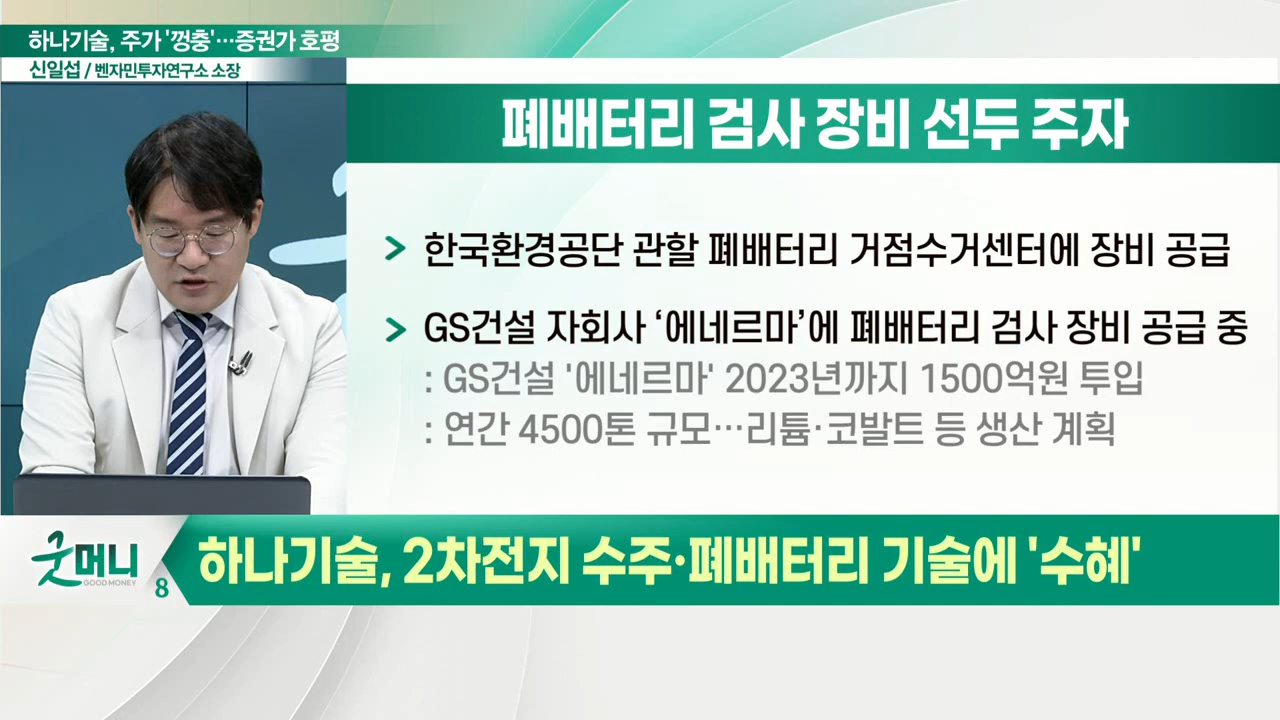 하나기술, 주가 '껑충'…증권가 호평
신일섭 / 벤자민투자연구소 소장
폐배터리 검사 장비 선두 주자
> 한국환경공단 관할 폐배터리 거점수거센터에 장비 공급
> GS건설 자회사 ‘에네르마’에 폐배터리 검사 장비 공급 중
: GS건설 '에네르마' 2023년까지 1500억원 투입
: 연간 4500톤 규모…리튬·코발트 등 생산 계획
굿머니
GOOD MONEY
8
하나기술, 2차전지 수주·폐배터리 기술에 '수혜'